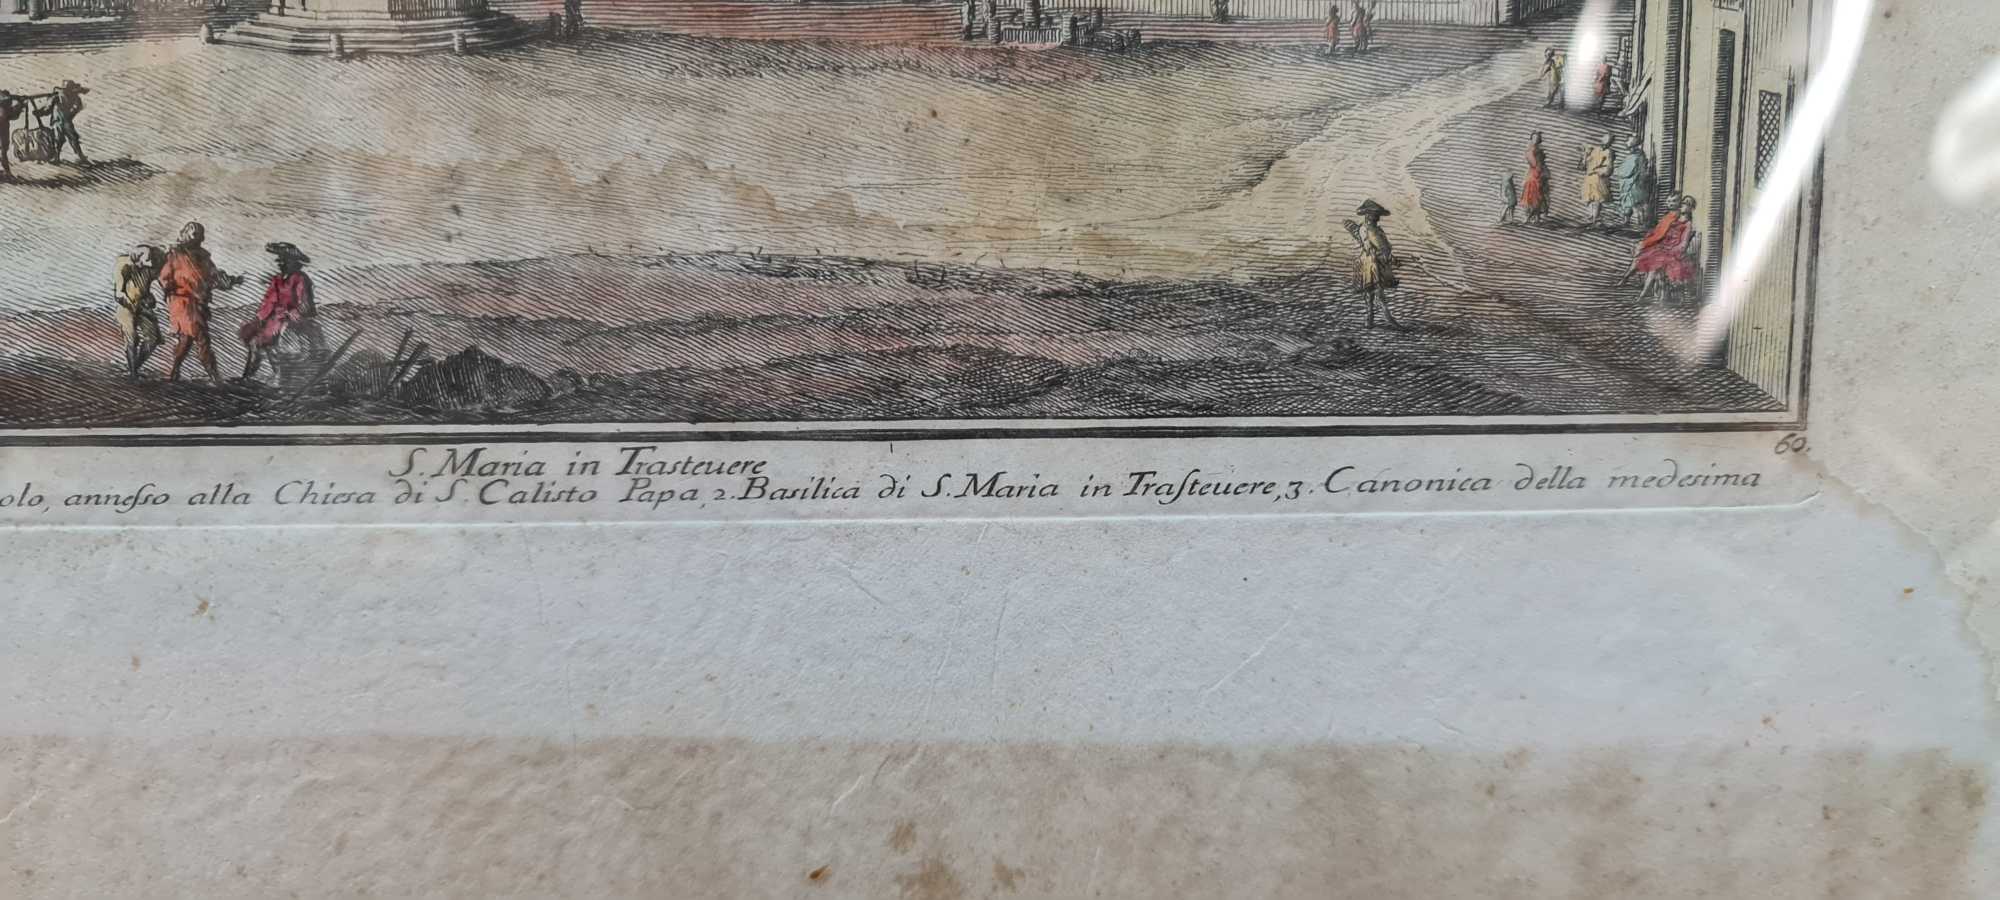 60.
S. Maria in Trasteuere
olo, anneſso alla Chiesa di S. Calisto Papa, 2. Basilica di S. Maria in Traſteuere, 3. Canonica della medesima